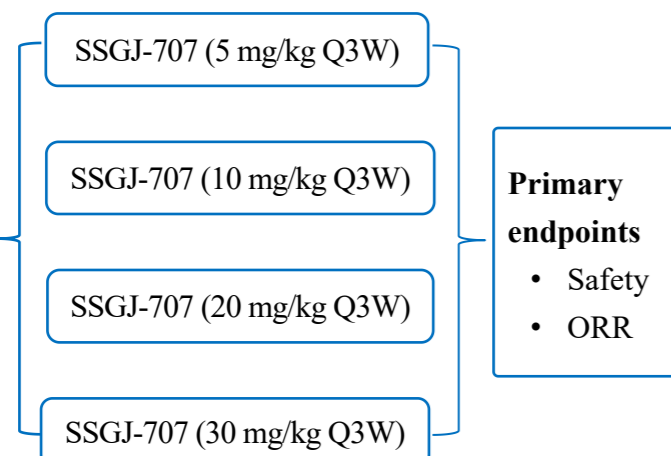 SSGJ-707 (5 mg/kg Q3W)
SSGJ-707 (10 mg/kg Q3W)
SSGJ-707 (20 mg/kg Q3W)
SSGJ-707 (30 mg/kg Q3W)
Primary
endpoints
• Safety
• ORR